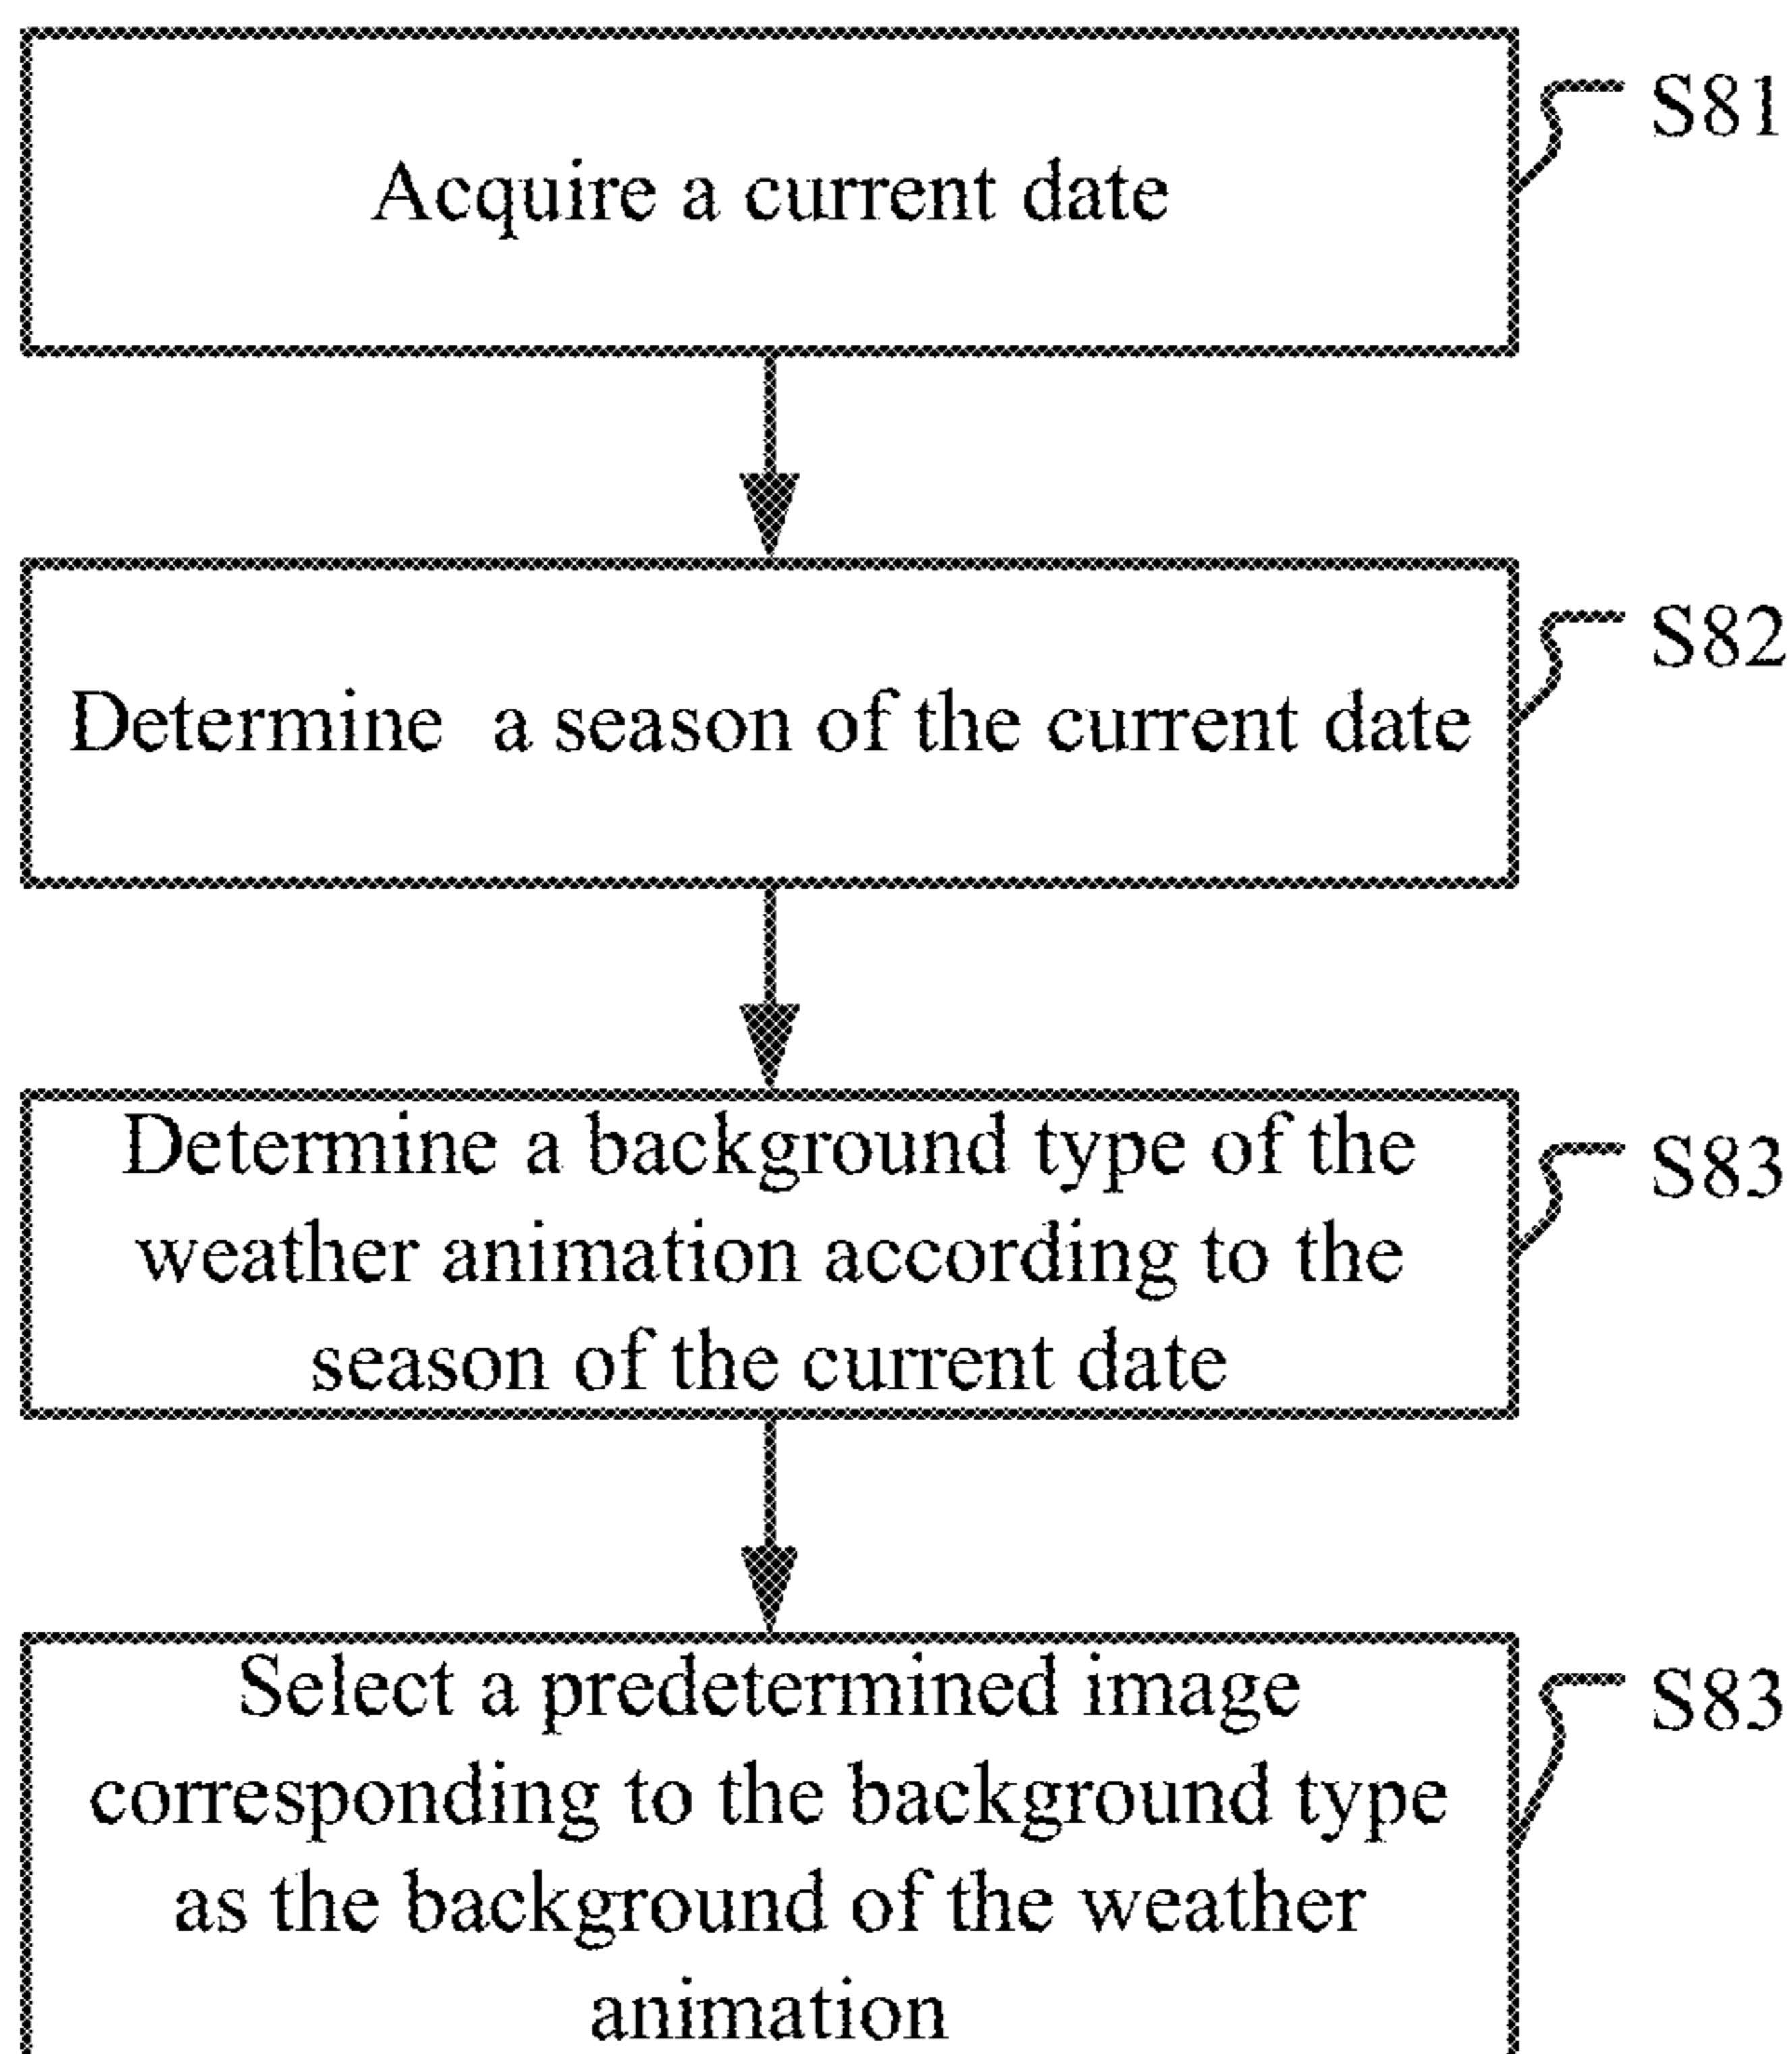 Acquire a current date
S81
Determine a season of the current date
S82
Determine a background type of the
weather animation according to the
season of the current date
S83
Select a predetermined image
corresponding to the background type
as the background of the weather
animation
S83